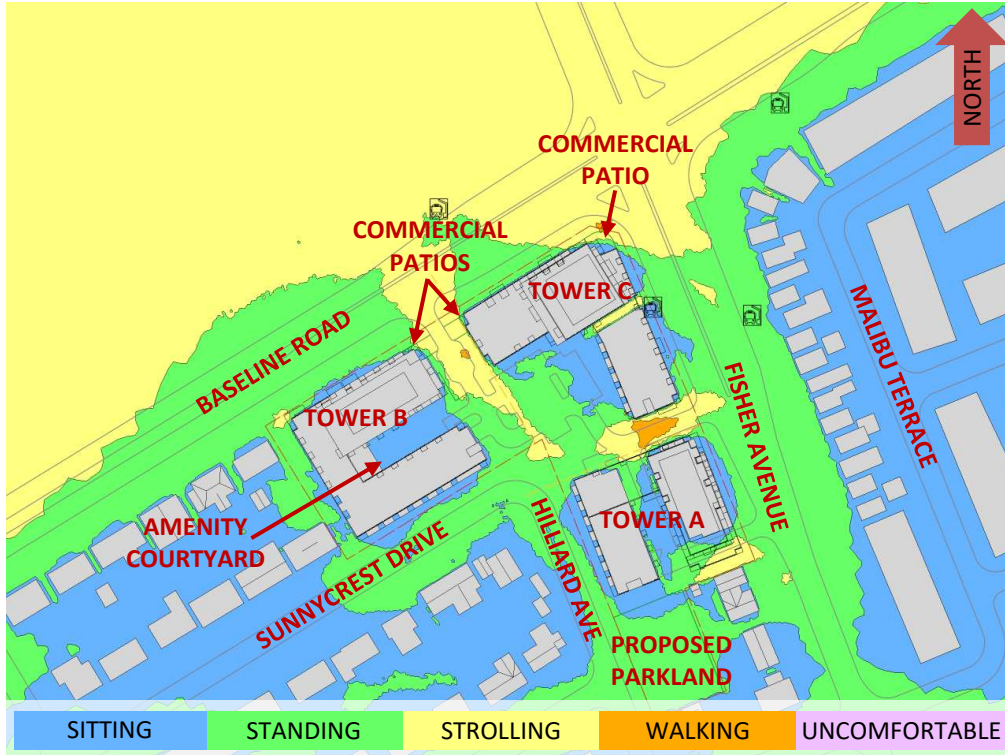 NORTH
COMMERCIAL
PATIO
COMMERCIAL
PATIOS
TOWER C
BASELINE ROAD
MALIBU TERRACE
TOWER B
FISHER AVENUE
AMENITY
COURTYARD
TOWER A
SUNNYCREST DRIVE
HILLIARD AVE
PROPOSED
PARKLAND
SITTING
STANDING
STROLLING
WALKING
UNCOMFORTABLE